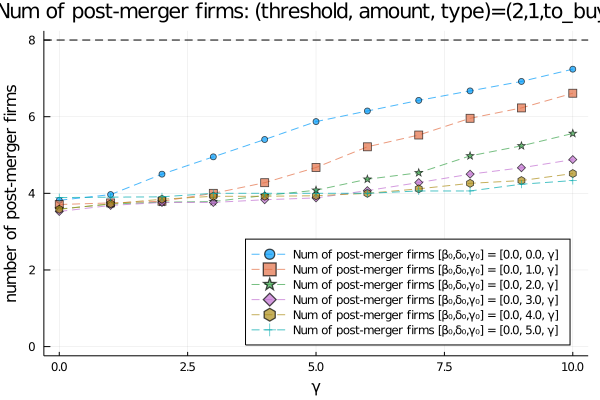 Num of post-merger firms: (threshold, amount, type)=(2,1,to_buy
number of post-merger firms
8
6
4
2
0
Num of post-merger firms [β₀,δ₀,γ₀] = [0.0, 0.0, γ]
Num of post-merger firms [β₀,δ₀,γ₀] = [0.0, 1.0, γ]
Num of post-merger firms [β₀,δ₀,γ₀] = [0.0, 2.0, γ]
Num of post-merger firms [β₀,δ₀,γ₀] = [0.0, 3.0, γ]
Num of post-merger firms [β₀,δ₀,γ₀] = [0.0, 4.0, γ]
Num of post-merger firms [β₀,δ₀,γ₀] = [0.0, 5.0, γ]
0.0 2.5 5.0 7.5 10.0
γ